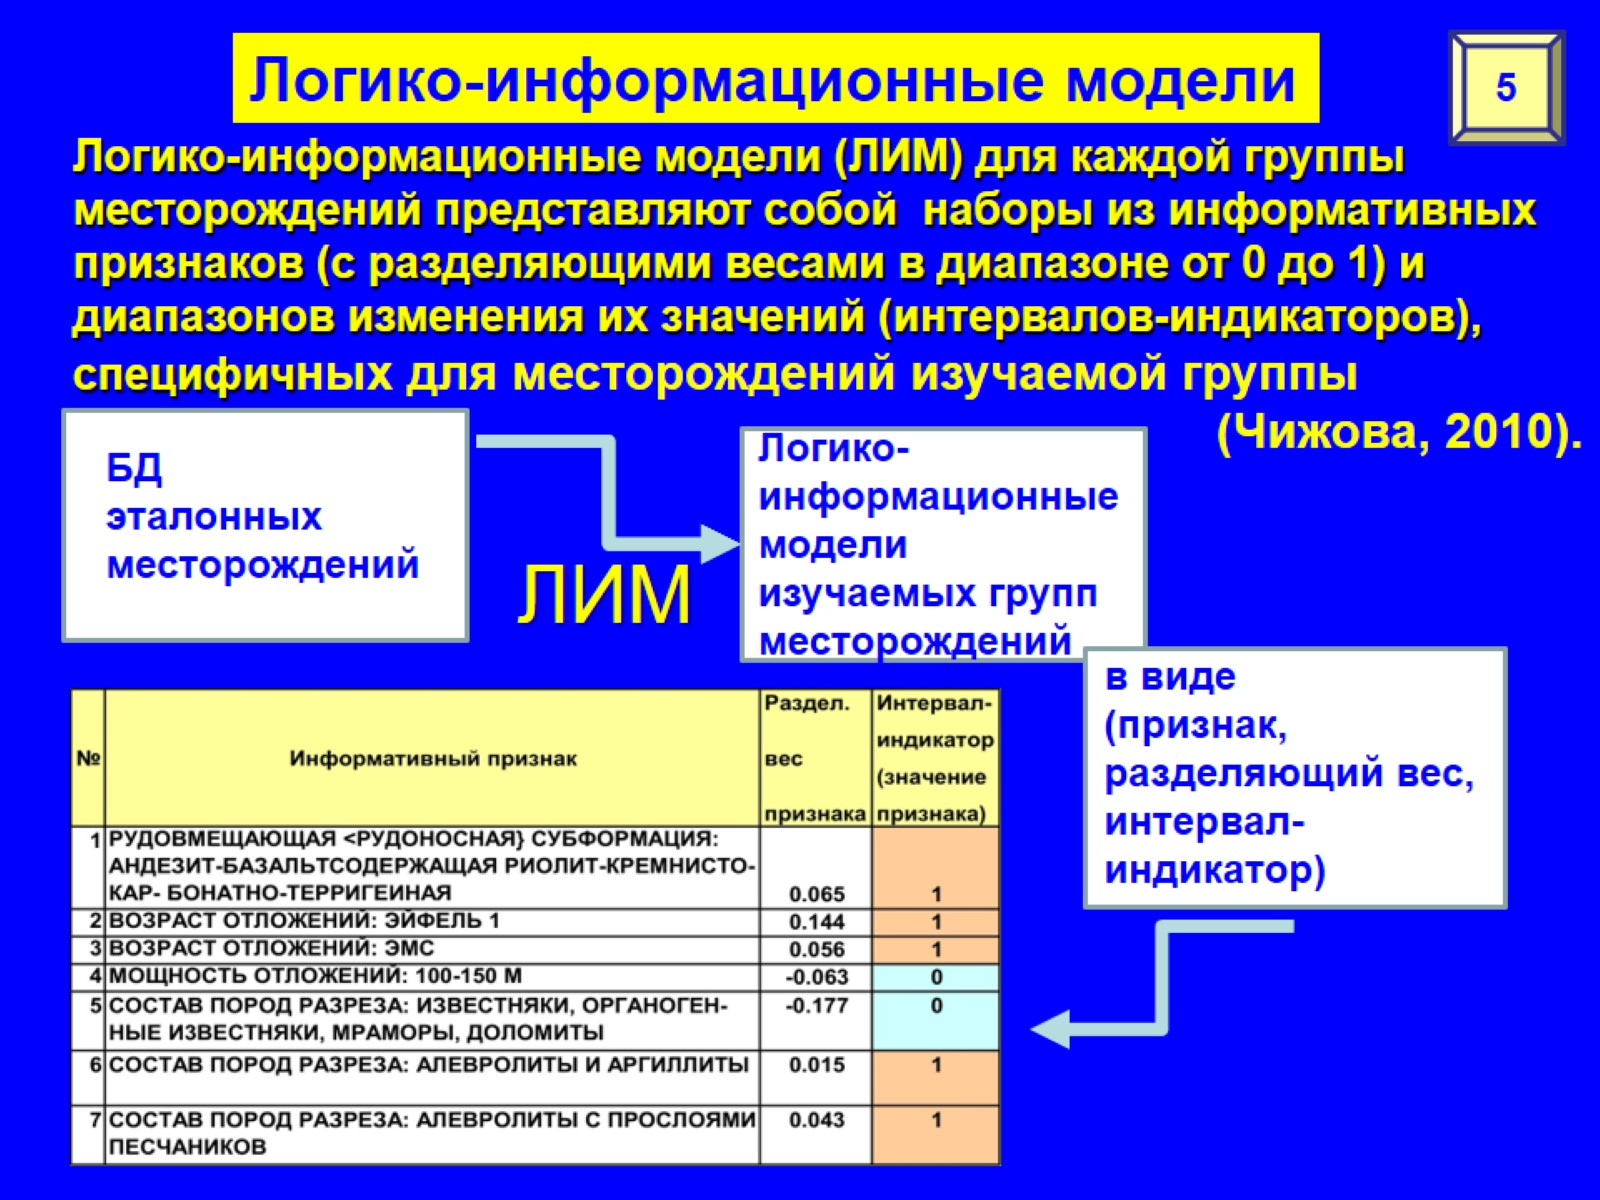 Логико-информационные модели
5
Логико-информационные модели (ЛИМ) для каждой группы
месторождений представляют собой наборы из информативных
признаков (с разделяющими весами в диапазоне от 0 до 1) и
диапазонов изменения их значений (интервалов-индикаторов),
специфичных для месторождений изучаемой группы
(Чижова, 2010).
БД
эталонных
месторождений
ЛИМ
Логико-
информационные
модели
изучаемых групп
месторождений
в виде
(признак,
разделяющий вес,
интервал-
индикатор)
№
Информативный признак
Раздел.
вес
признака
Интервал-
индикатор
(значение
признака)
1 РУДОВМЕЩАЮЩАЯ <РУДОНОСНАЯ} СУБФОРМАЦИЯ:
АНДЕЗИТ-БАЗАЛЬТСОДЕРЖАЩАЯ РИОЛИТ-КРЕМНИСТО-
КАР- БОНАТНО-ТЕРРИГЕИНАЯ 0.065 1
2 ВОЗРАСТ ОТЛОЖЕНИЙ: ЭЙФЕЛЬ 1 0.144 1
3 ВОЗРАСТ ОТЛОЖЕНИЙ: ЭМС 0.056 1
4 МОЩНОСТЬ ОТЛОЖЕНИЙ: 100-150 М -0.063 0
5 СОСТАВ ПОРОД РАЗРЕЗА: ИЗВЕСТНЯКИ, ОРГАНОГЕН- -0.177 0
НЫЕ ИЗВЕСТНЯКИ, МРАМОРЫ, ДОЛОМИТЫ
6 СОСТАВ ПОРОД РАЗРЕЗА: АЛЕВРОЛИТЫ И АРГИЛЛИТЫ 0.015 1
7 СОСТАВ ПОРОД РАЗРЕЗА: АЛЕВРОЛИТЫ С ПРОСЛОЯМИ 0.043 1
ПЕСЧАНИКОВ